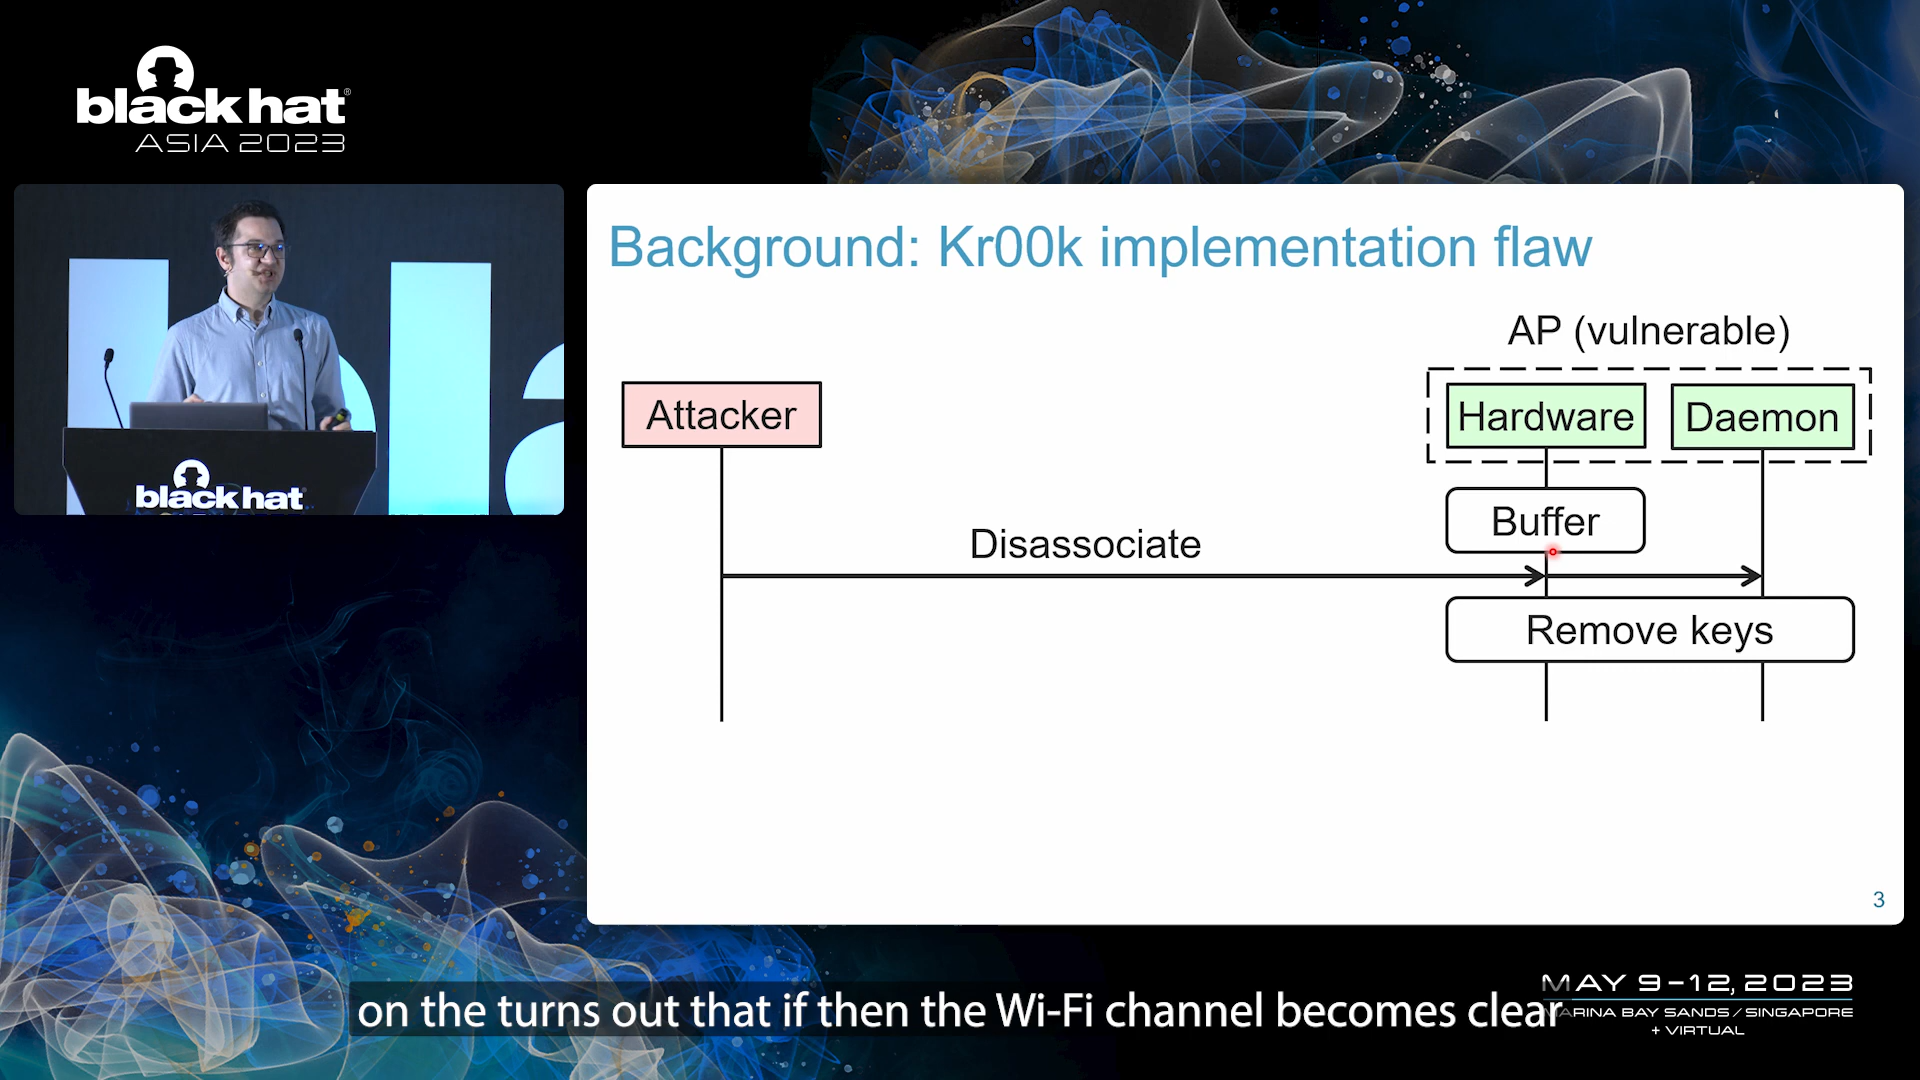 black hat®
ASIA 2023
black hat
Background: Kr00k implementation flaw
AP (vulnerable)
Attacker
Hardware
Daemon
Buffer
Disassociate
Remove keys
3
on the turns out that if then the Wi-Fi channel becomes clear
MAY 9-12, 2023
MARINA BAY SANDS / SINGAPORE
+ VIRTUAL